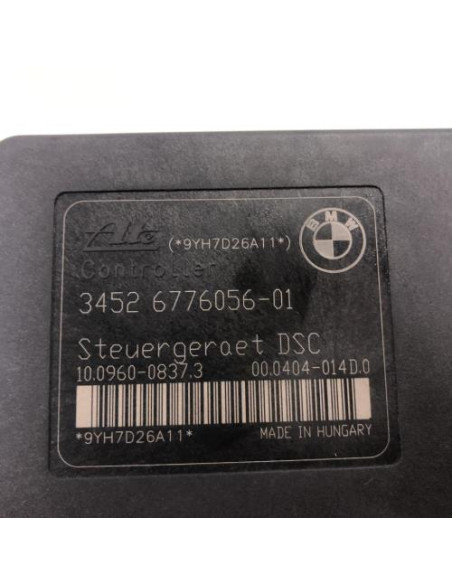 Ate (*9YH7D26A11*) BMW
Controller
3452 6776056-01
Steuergeraet DSC
10.0960-0837.3 00.0404-014D.0
*9YH7D26A11* MADE IN HUNGARY